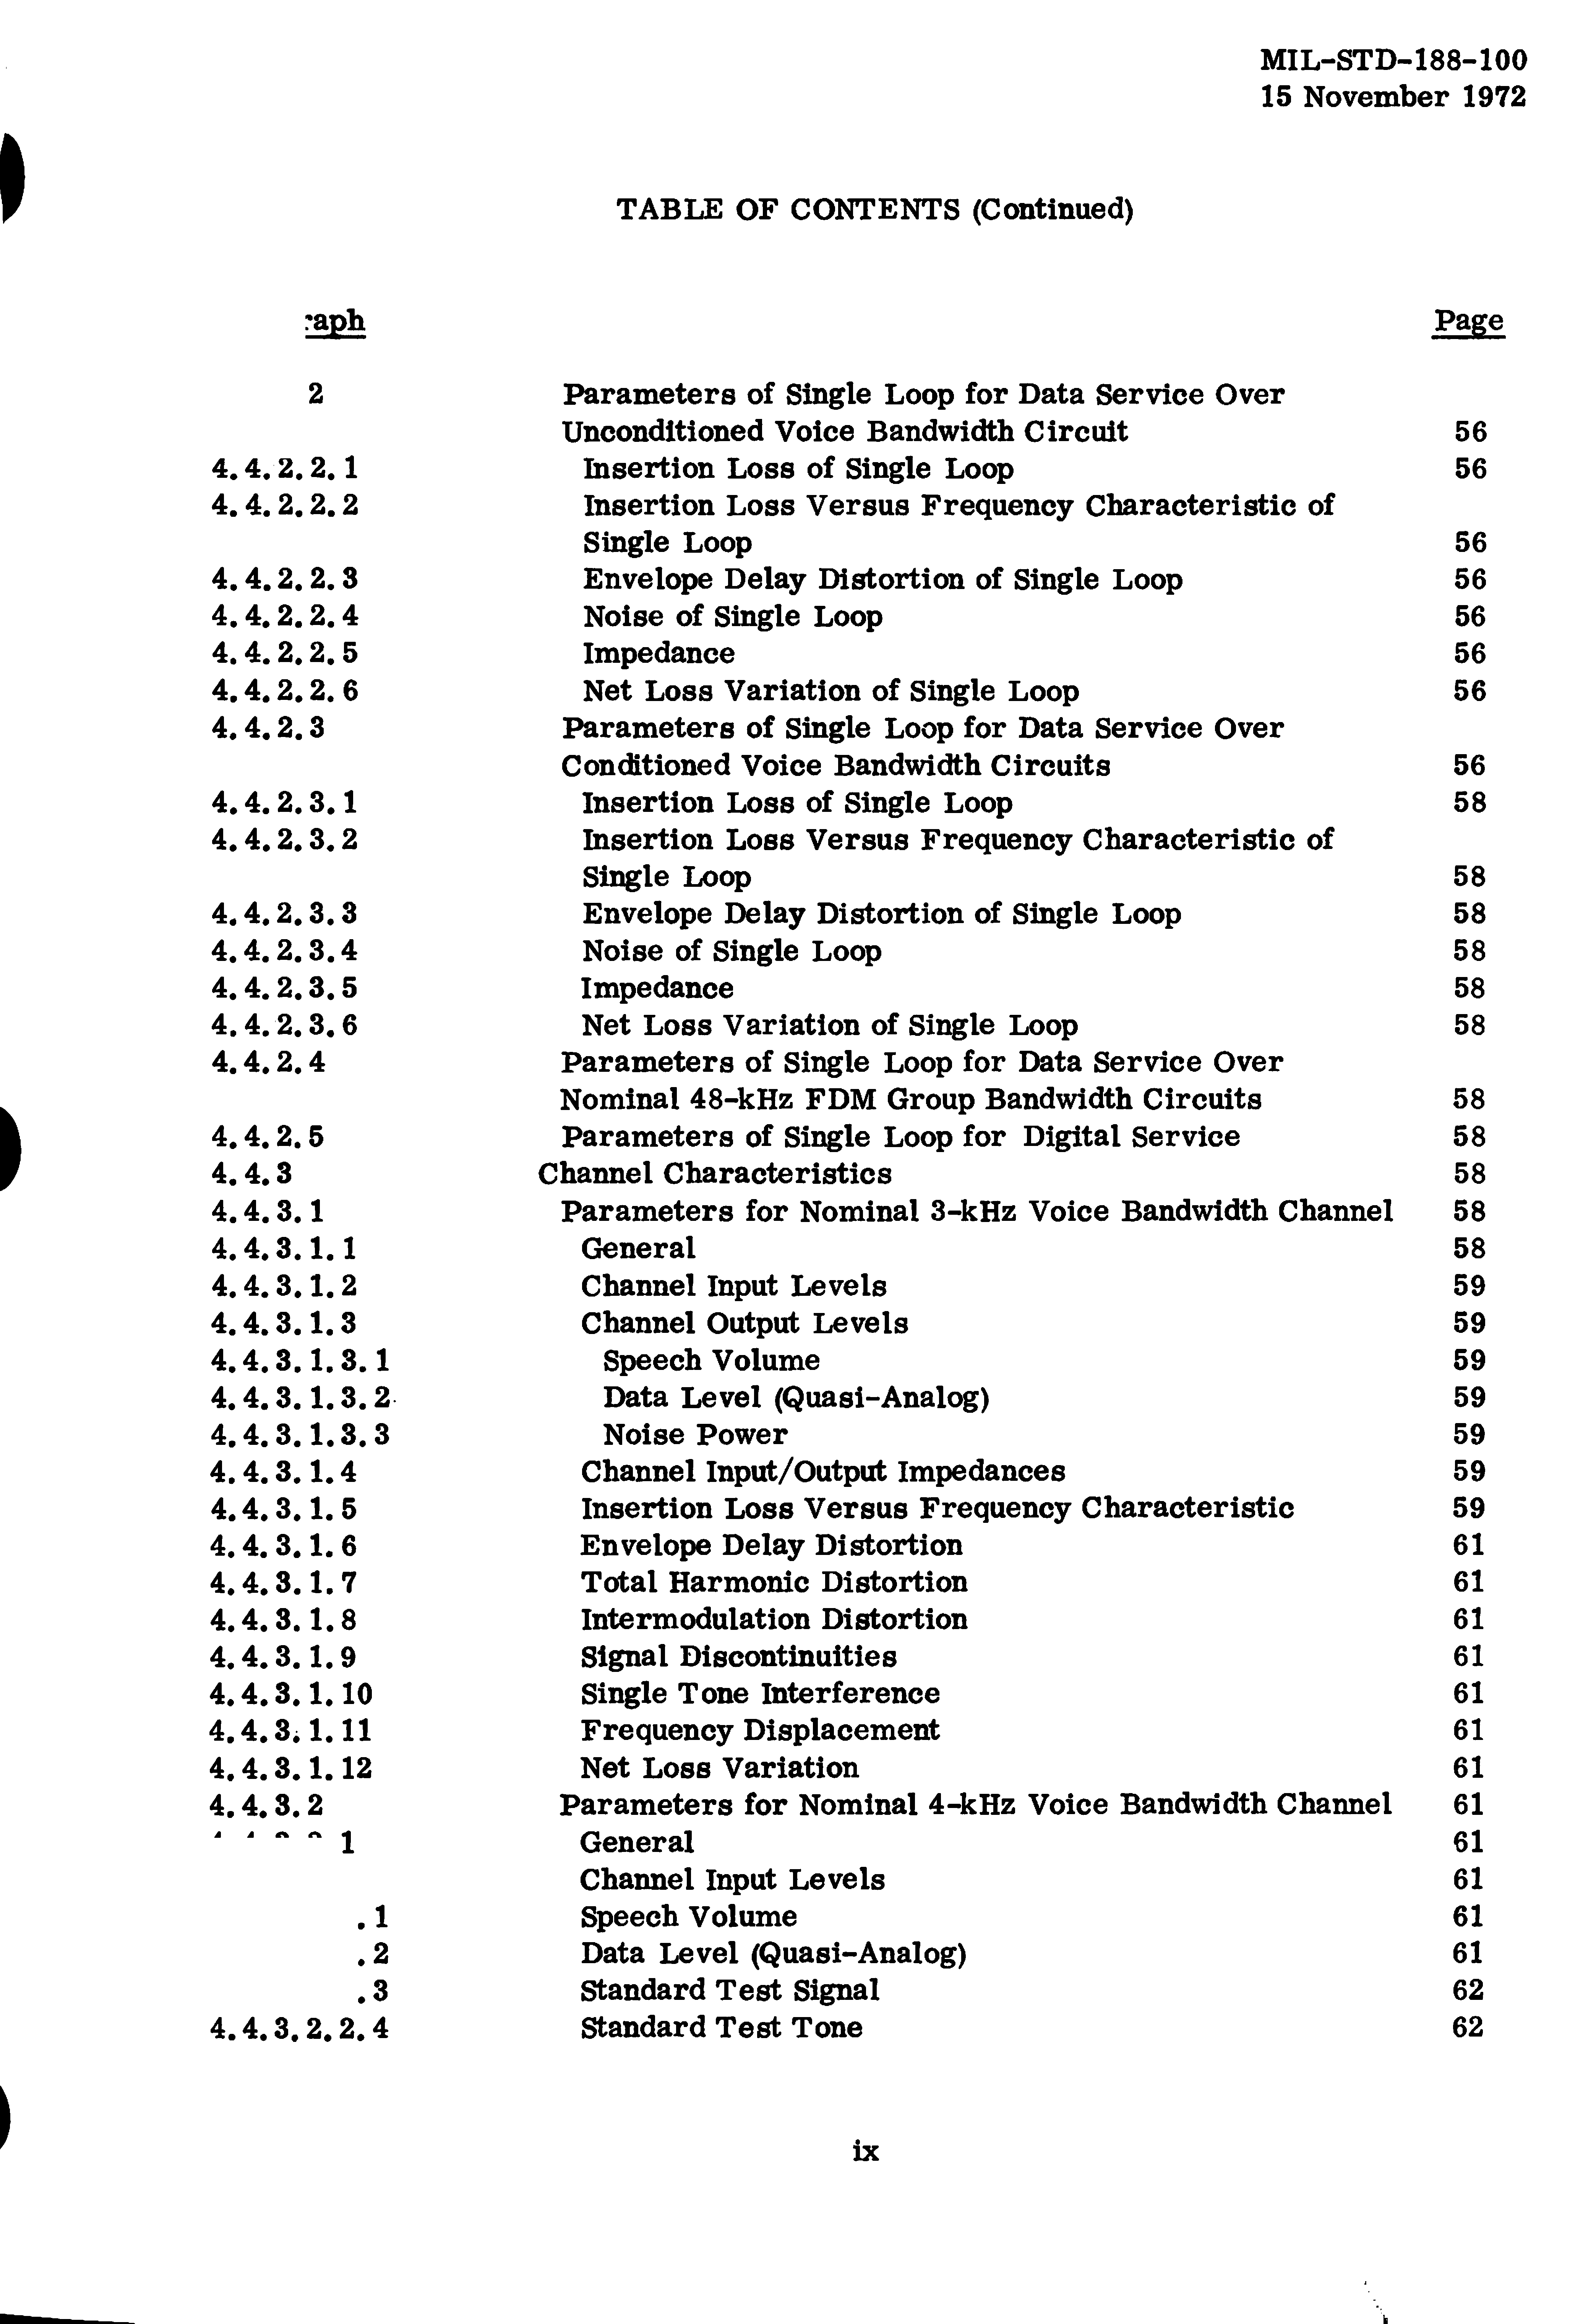 MIL-STD-188-100
15 November 1972
TABLE OF CONTENTS (Continued)
raph Page
2 Parameters of Single Loop for Data Service Over
Unconditioned Voice Bandwidth Circuit 56
4.4.2.2.1 Insertion Loss of Single Loop 56
4.4.2.2.2 Insertion Loss Versus Frequency Characteristic of
Single Loop 56
4.4.2.2.3 Envelope Delay Distortion of Single Loop 56
4.4.2.2.4 Noise of Single Loop 56
4.4.2.2.5 Impedance 56
4.4.2.2.6 Net Loss Variation of Single Loop 56
4.4.2.3 Parameters of Single Loop for Data Service Over
Conditioned Voice Bandwidth Circuits 56
4.4.2.3.1 Insertion Loss of Single Loop 58
4.4.2.3.2 Insertion Loss Versus Frequency Characteristic of
Single Loop 58
4.4.2.3.3 Envelope Delay Distortion of Single Loop 58
4.4.2.3.4 Noise of Single Loop 58
4.4.2.3.5 Impedance 58
4.4.2.3.6 Net Loss Variation of Single Loop 58
4.4.2.4 Parameters of Single Loop for Data Service Over
Nominal 48-kHz FDM Group Bandwidth Circuits 58
4.4.2.5 Parameters of Single Loop for Digital Service 58
4.4.3 Channel Characteristics 58
4.4.3.1 Parameters for Nominal 3-kHz Voice Bandwidth Channel 58
4.4.3.1.1 General 58
4.4.3.1.2 Channel Input Levels 59
4.4.3.1.3 Channel Output Levels 59
4.4.3.1.3.1 Speech Volume 59
4.4.3.1.3.2 Data Level (Quasi-Analog) 59
4.4.3.1.3.3 Noise Power 59
4.4.3.1.4 Channel Input/Output Impedances 59
4.4.3.1.5 Insertion Loss Versus Frequency Characteristic 59
4.4.3.1.6 Envelope Delay Distortion 61
4.4.3.1.7 Total Harmonic Distortion 61
4.4.3.1.8 Intermodulation Distortion 61
4.4.3.1.9 Signal Discontinuities 61
4.4.3.1.10 Single Tone Interference 61
4.4.3.1.11 Frequency Displacement 61
4.4.3.1.12 Net Loss Variation 61
4.4.3.2 Parameters for Nominal 4-kHz Voice Bandwidth Channel 61
1 General 61
Channel Input Levels 61
.1 Speech Volume 61
.2 Data Level (Quasi-Analog) 61
.3 Standard Test Signal 62
4.4.3.2.2.4 Standard Test Tone 62
ix